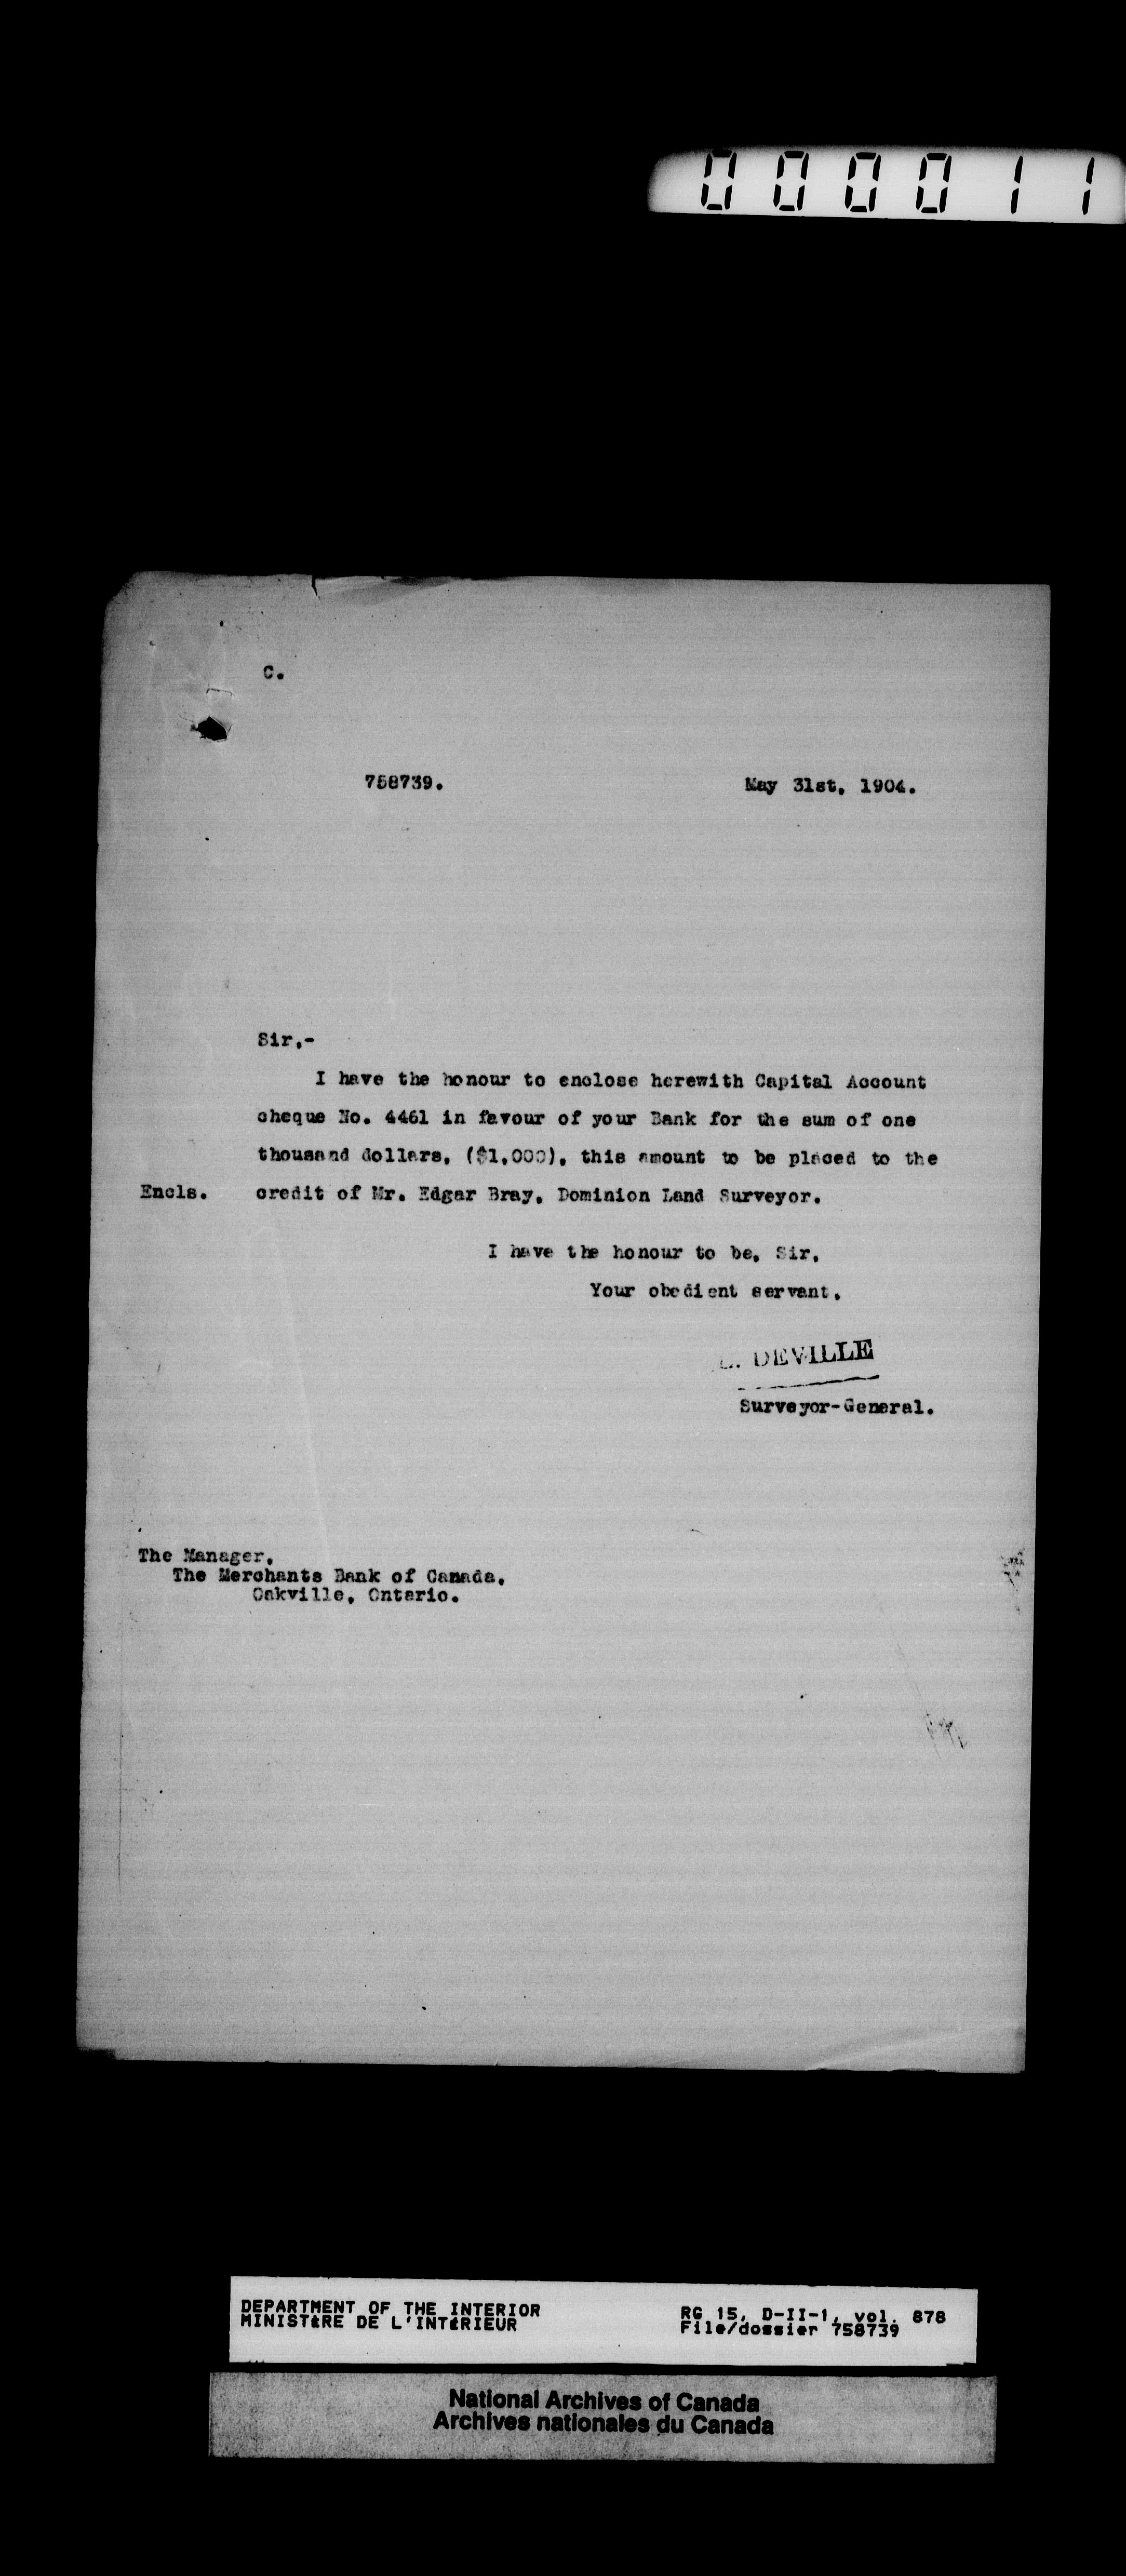 000011
C.
758739. May 31st, 1904.
Sir,-
I have the honour to enclose herewith Capital Account
cheque No. 4461 in favour of your Bank for the sum of one
thousand dollars, ($1,000), this amount to be placed to the
Encls. credit of Mr. Edgar Bray, Dominion Land Surveyor.
I have the honour to be, Sir,
Your obedient servant,
DEVILLE
Surveyor-General.
The Manager,
The Merchants Bank of Canada,
Oakville, Ontario.
DEPARTMENT OF THE INTERIOR RG 15, D-II-1, vol. 878
MINISTÈRE DE L'INTÉRIEUR File/dossier 758739
National Archives of Canada
Archives nationales du Canada